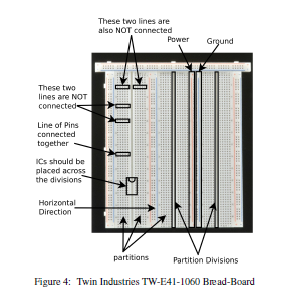 These two lines are
also NOT connected
Power
Ground
These two
lines are NOT
connected
Line of Pins
connected
together
ICs should be
placed across
the divisions
Horizontal
Direction
partitions
Partition Divisions
Figure 4: Twin Industries TW-E41-1060 Bread-Board